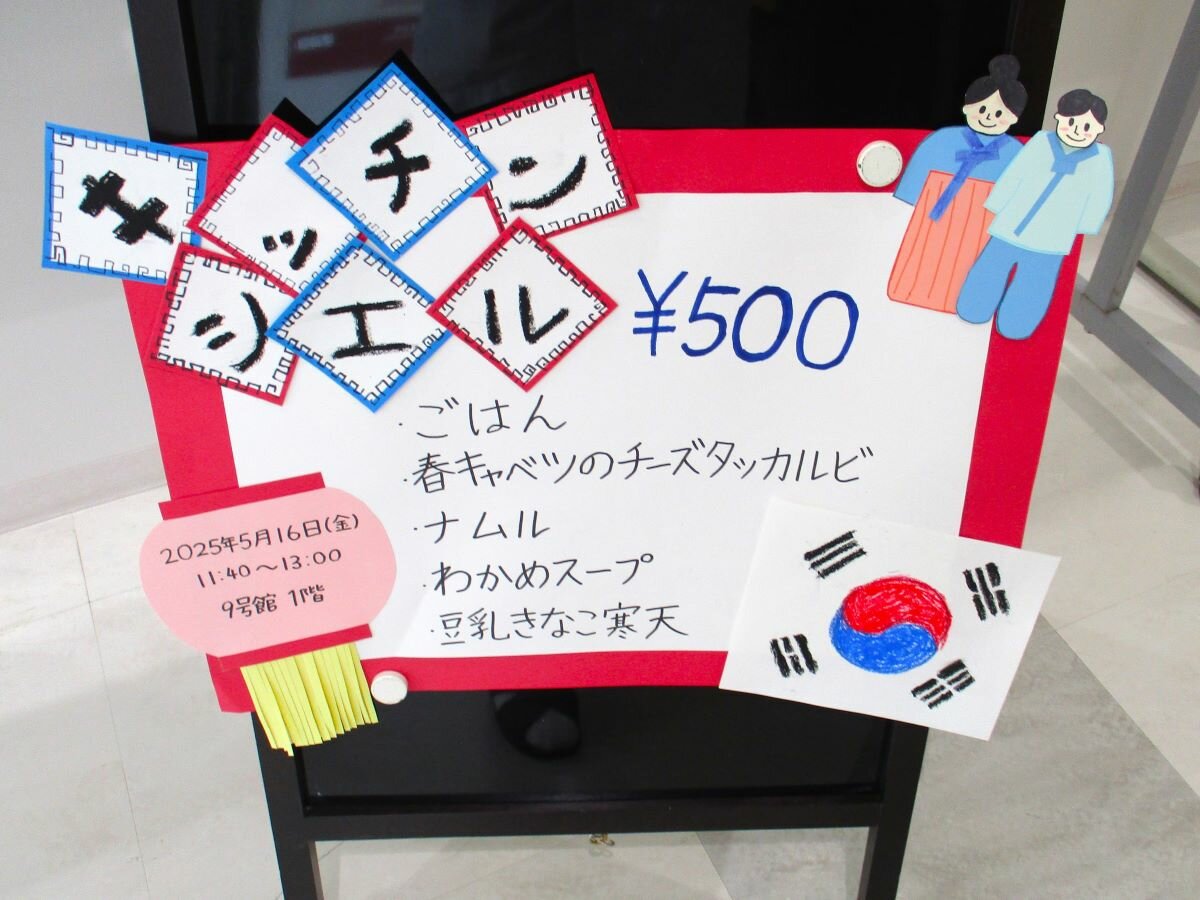 キッチン
シエル
¥500
・ごはん
・春キャベツのチーズタッカルビ
・ナムル
・わかめスープ
・豆乳きなこ寒天
2025年5月16日(金)
11:40～13:00
9号館 1階